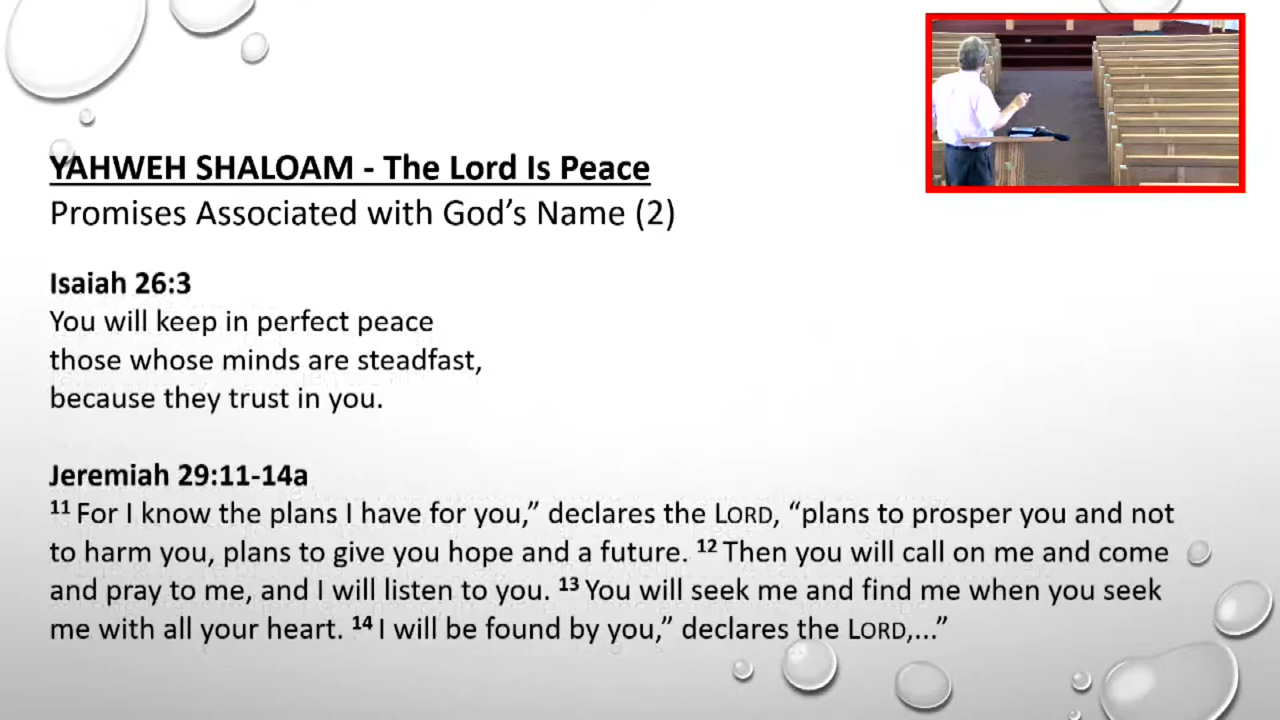 YAHWEH SHALOAM - The Lord Is Peace
Promises Associated with God’s Name (2)
Isaiah 26:3
You will keep in perfect peace
those whose minds are steadfast,
because they trust in you.
Jeremiah 29:11-14a
11 For I know the plans I have for you,” declares the LORD, “plans to prosper you and not
to harm you, plans to give you hope and a future. 12 Then you will call on me and come
and pray to me, and I will listen to you. 13 You will seek me and find me when you seek
me with all your heart. 14 I will be found by you,” declares the LORD,...”